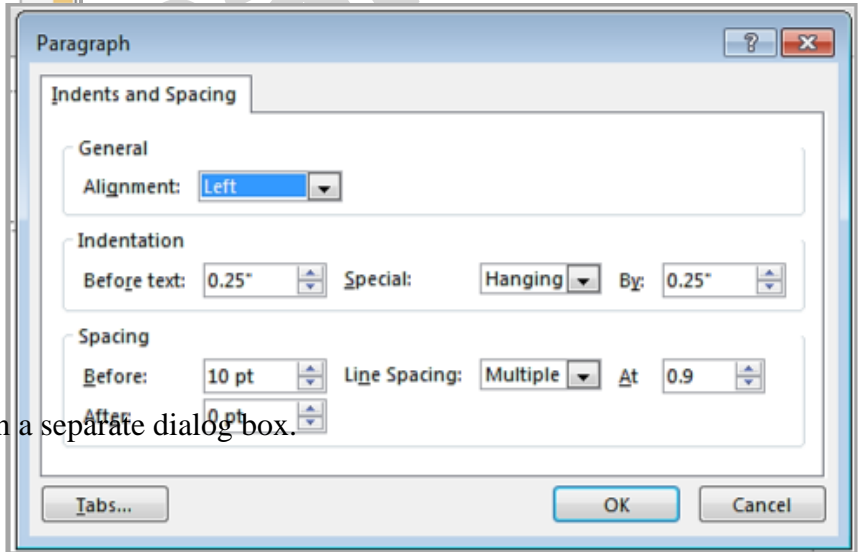 Paragraph
Indents and Spacing
General
Alignment: Left
Indentation
Before text: 0.25" Special: Hanging By: 0.25"
Spacing
Before: 10 pt Line Spacing: Multiple At 0.9
After: 0 pt
a separate dialog box.
Tabs... OK Cancel